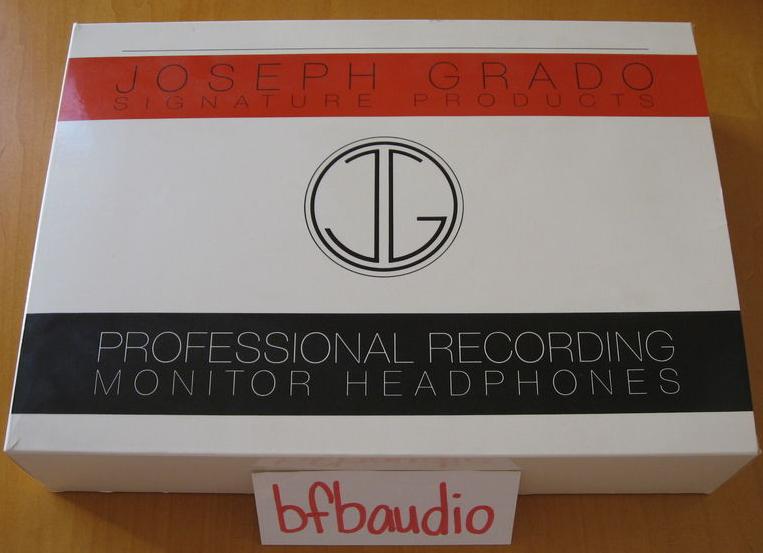 JOSEPH GRADO
SIGNATURE PRODUCTS
JG
PROFESSIONAL RECORDING
MONITOR HEADPHONES
bfbaudio